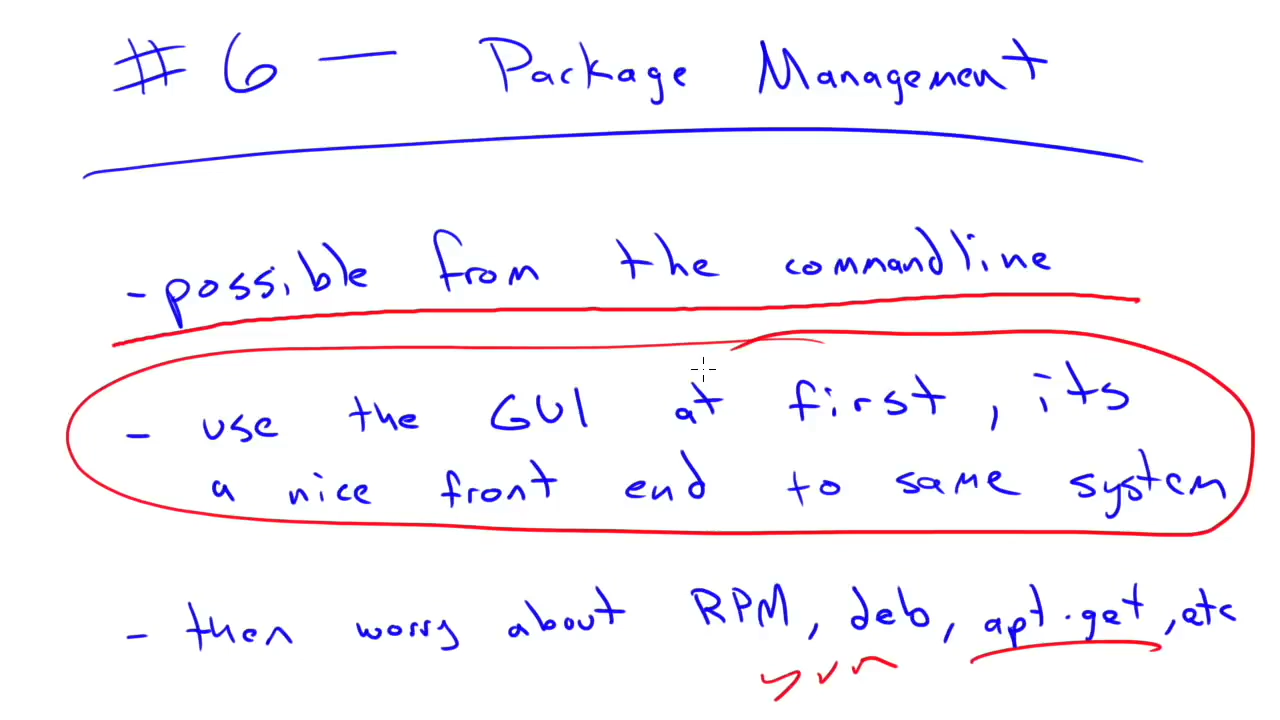 # 6 — Package Management
- possible from the commandline
- use the GUI at first, its
a nice front end to same system
- then worry about RPM, deb, apt-get, etc
yum